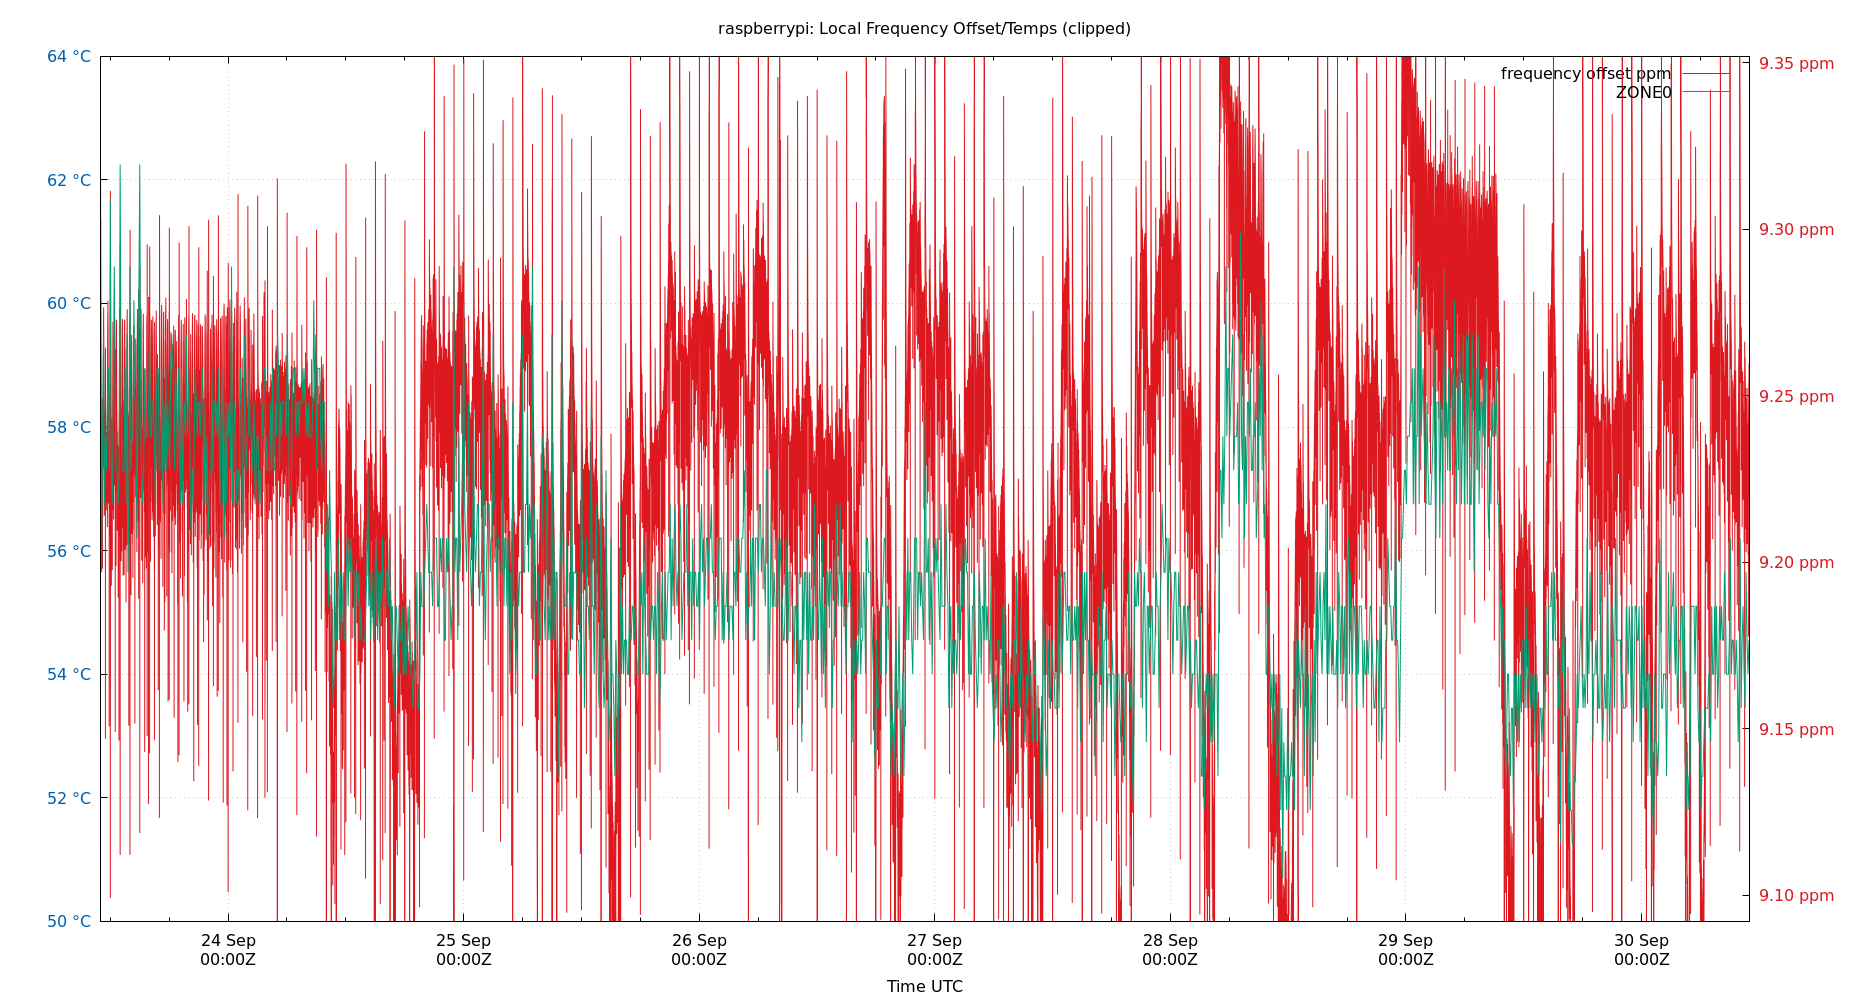 raspberrypi: Local Frequency Offset/Temps (clipped)
64 °C
62 °C
60 °C
58 °C
56 °C
54 °C
52 °C
50 °C
frequency offset ppm
ZONE0
9.35 ppm
9.30 ppm
9.25 ppm
9.20 ppm
9.15 ppm
9.10 ppm
24 Sep
00:00Z
25 Sep
00:00Z
26 Sep
00:00Z
27 Sep
00:00Z
28 Sep
00:00Z
29 Sep
00:00Z
30 Sep
00:00Z
Time UTC